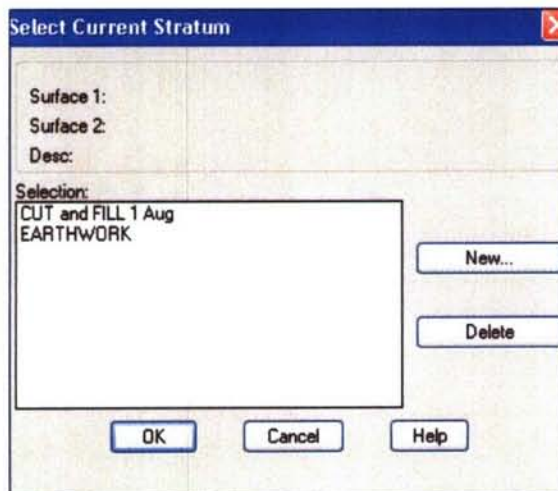 Select Current Stratum
Surface 1:
Surface 2:
Desc:
Selection:
CUT and FILL 1 Aug
EARTHWORK
New...
Delete
OK
Cancel
Help